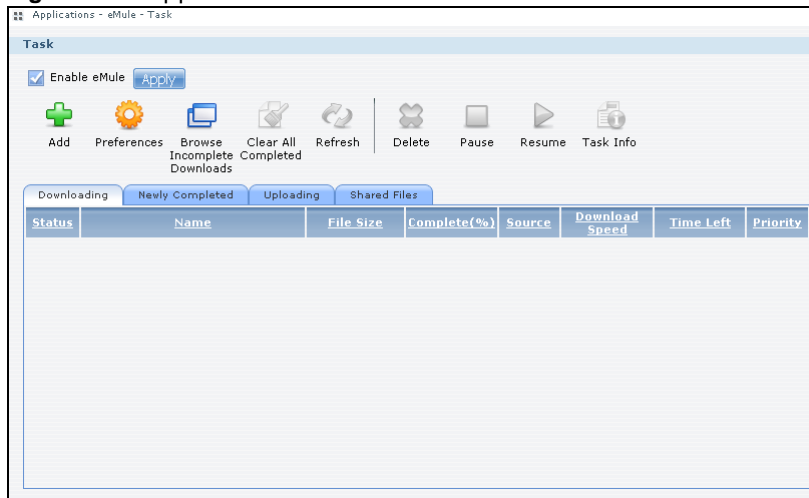 Applications - eMule - Task
Task
Enable eMule Apply
Add Preferences Browse Incomplete Downloads Clear All Completed Refresh Delete Pause Resume Task Info
Downloading Newly Completed Uploading Shared Files
Status Name File Size Complete(%) Source Download Speed Time Left Priority